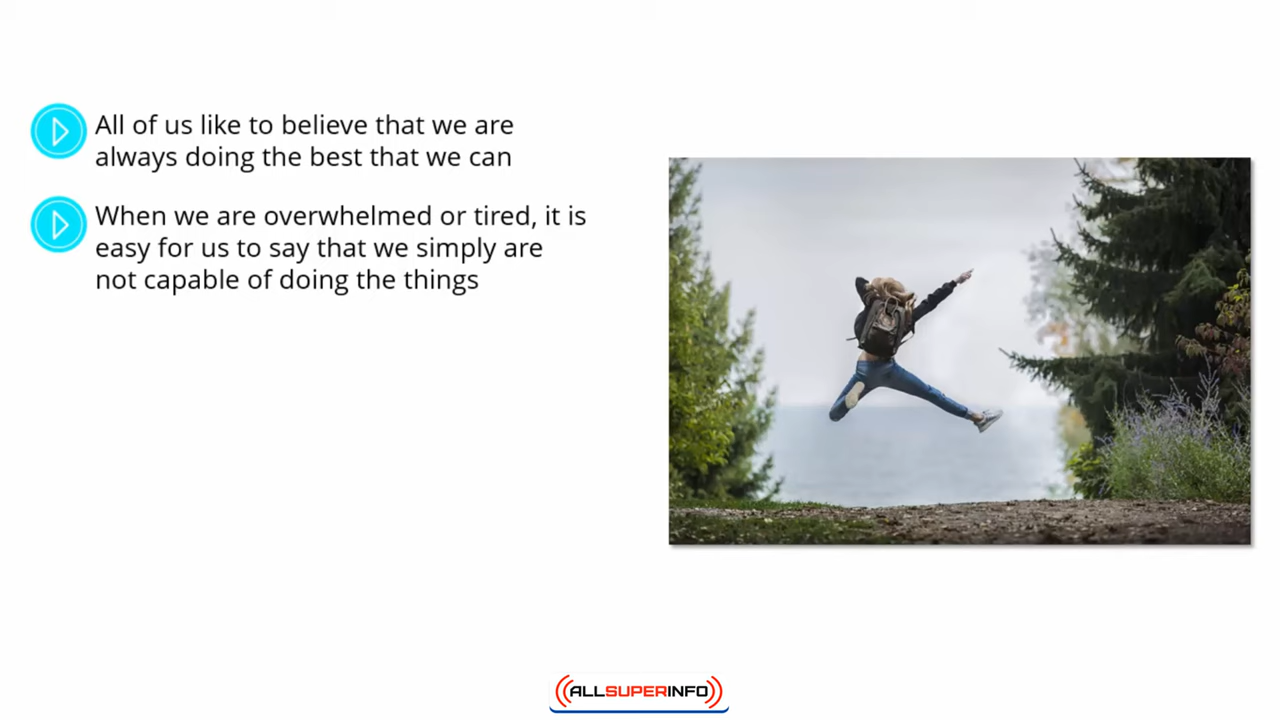 All of us like to believe that we are
always doing the best that we can
When we are overwhelmed or tired, it is
easy for us to say that we simply are
not capable of doing the things
ALLSUPERINFO